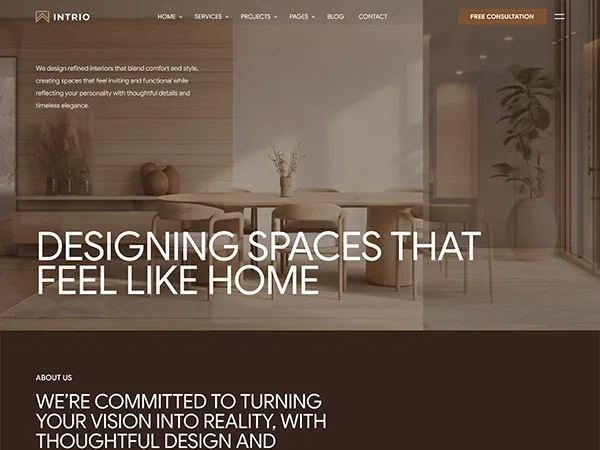 INTRIO
HOME
SERVICES
PROJECTS
PAGES
BLOG
CONTACT
FREE CONSULTATION
We design refined interiors that blend comfort and style,
creating spaces that feel inviting and functional while
reflecting your personality with thoughtful details and
timeless elegance.
DESIGNING SPACES THAT
FEEL LIKE HOME
ABOUT US
WE’RE COMMITTED TO TURNING
YOUR VISION INTO REALITY, WITH
THOUGHTFUL DESIGN AND